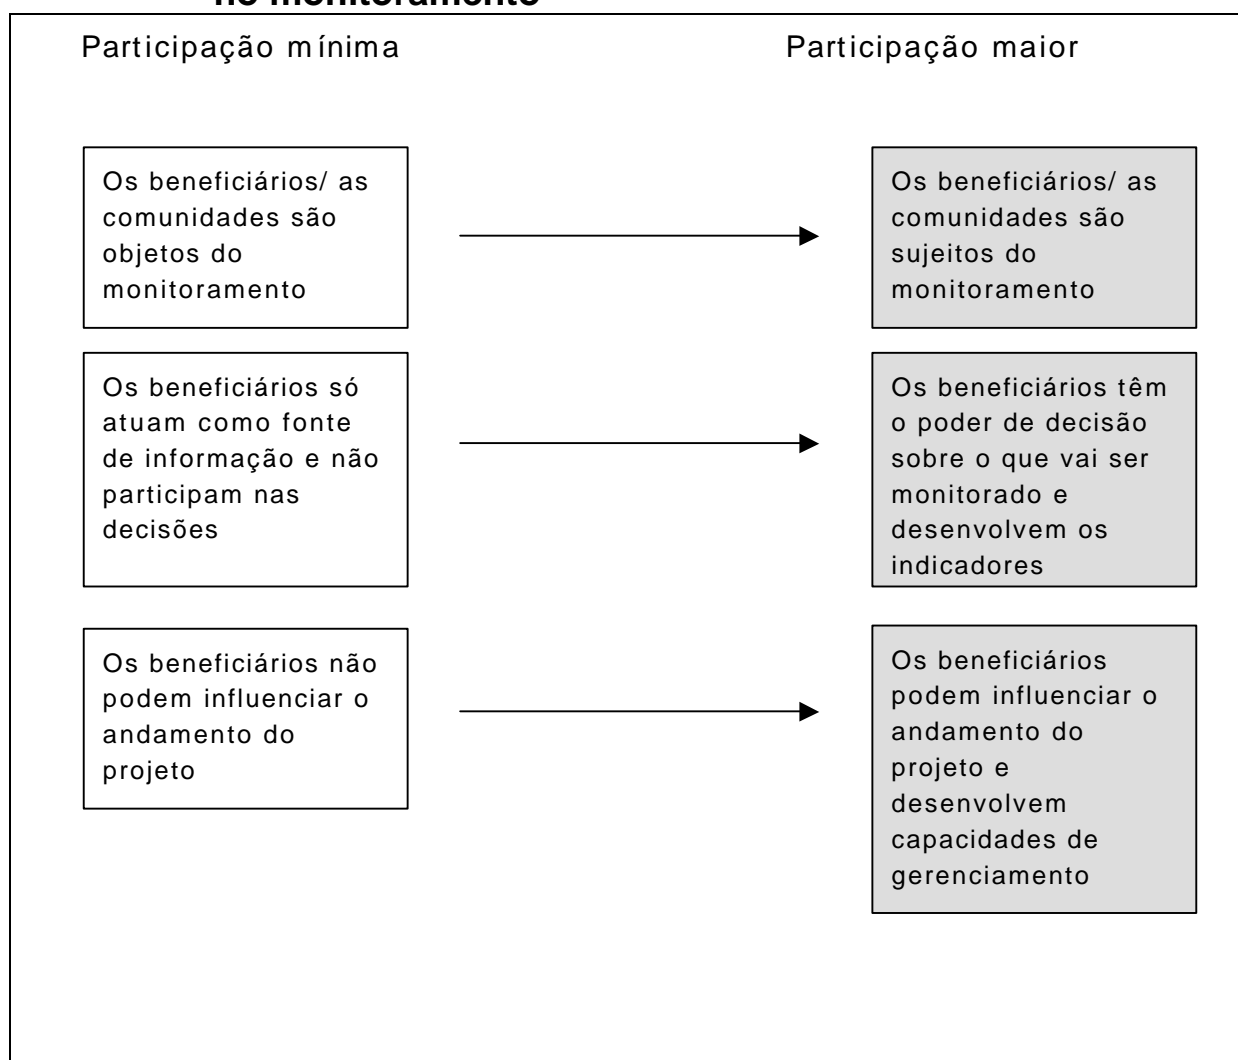 no monitoramento
Participação mínima
Participação maior
Os beneficiários/ as
comunidades são
objetos do
monitoramento
Os beneficiários/ as
comunidades são
sujeitos do
monitoramento
Os beneficiários só
atuam como fonte
de informação e não
participam nas
decisões
Os beneficiários têm
o poder de decisão
sobre o que vai ser
monitorado e
desenvolvem os
indicadores
Os beneficiários não
podem influenciar o
andamento do
projeto
Os beneficiários
podem influenciar o
andamento do
projeto e
desenvolvem
capacidades de
gerenciamento